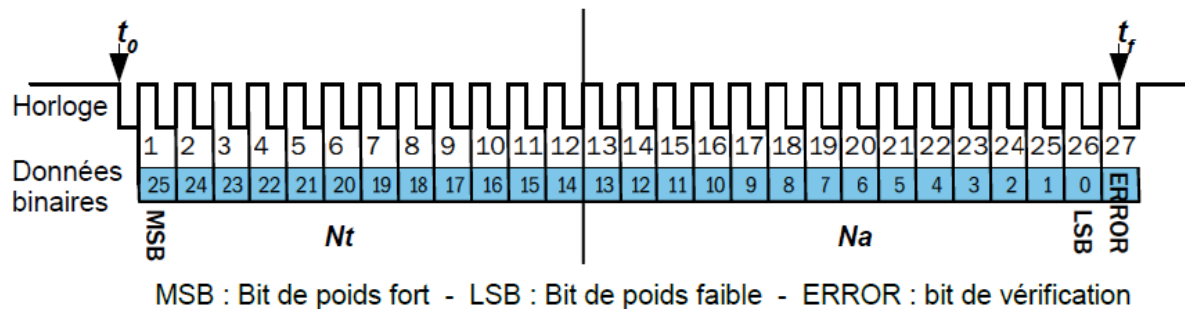 t0 tf
Horloge
1 2 3 4 5 6 7 8 9 10 11 12 13 14 15 16 17 18 19 20 21 22 23 24 25 26 27
Données
binaires
25 24 23 22 21 20 19 18 17 16 15 14 13 12 11 10 9 8 7 6 5 4 3 2 1 0 ERROR
MSB Nt Na LSB
MSB : Bit de poids fort - LSB : Bit de poids faible - ERROR : bit de vérification